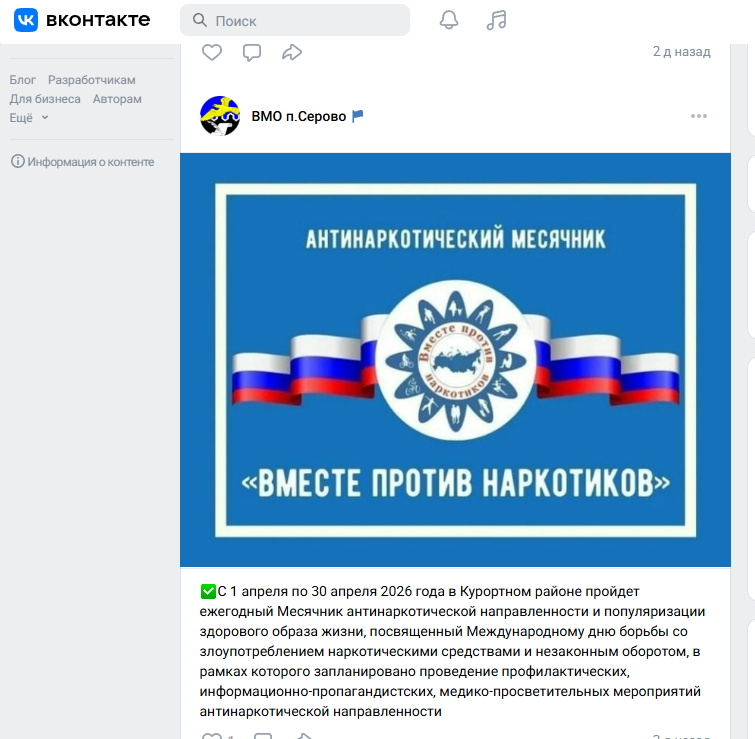 вконтакте
Поиск
2 д назад
Блог Разработчикам
Для бизнеса Авторам
Ещё
Информация о контенте
ВМО п.Серово
АНТИНАРКОТИЧЕСКИЙ МЕСЯЧНИК
Вместе против
наркотиков
«ВМЕСТЕ ПРОТИВ НАРКОТИКОВ»
✅С 1 апреля по 30 апреля 2026 года в Курортном районе пройдет
ежегодный Месячник антинаркотической направленности и популяризации
здорового образа жизни, посвященный Международному дню борьбы со
злоупотреблением наркотическими средствами и незаконным оборотом, в
рамках которого запланировано проведение профилактических,
информационно-пропагандистских, медико-просветительных мероприятий
антинаркотической направленности
1
2 д назад